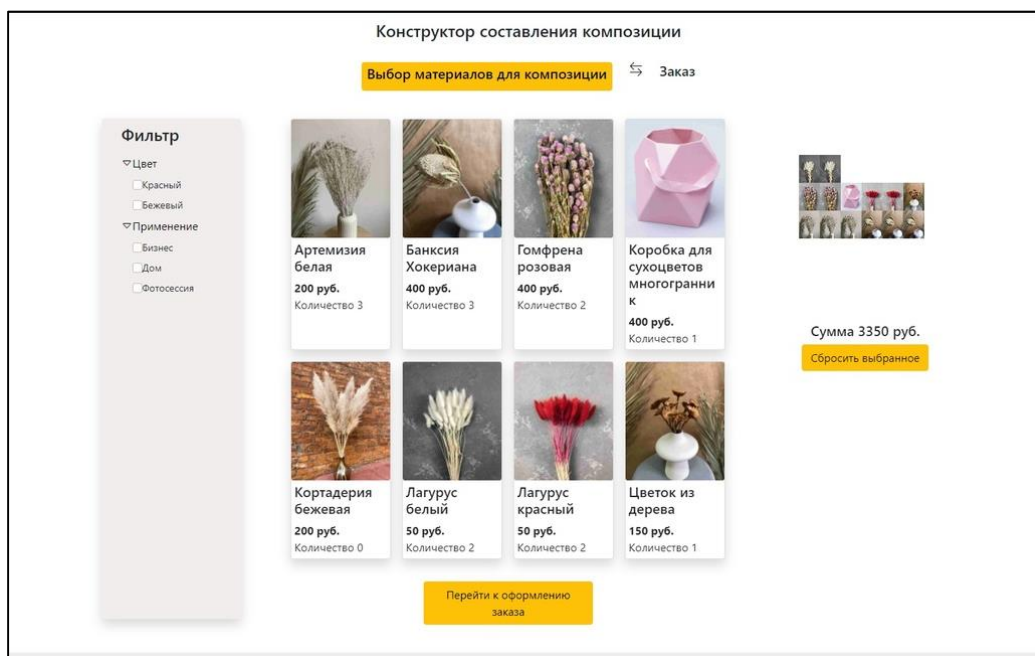 Конструктор составления композиции
Выбор материалов для композиции
Заказ
Фильтр
Цвет
Красный
Бежевый
Применение
Бизнес
Дом
Фотосессия
Артемизия
белая
200 руб.
Количество 3
Банксия
Хокериана
400 руб.
Количество 3
Гомфрена
розовая
400 руб.
Количество 2
Коробка для
сухоцветов
многогранни
к
400 руб.
Количество 1
Сумма 3350 руб.
Сбросить выбранное
Кортадерия
бежевая
200 руб.
Количество 0
Лагурус
белый
50 руб.
Количество 2
Лагурус
красный
50 руб.
Количество 2
Цветок из
дерева
150 руб.
Количество 1
Перейти к оформлению
заказа